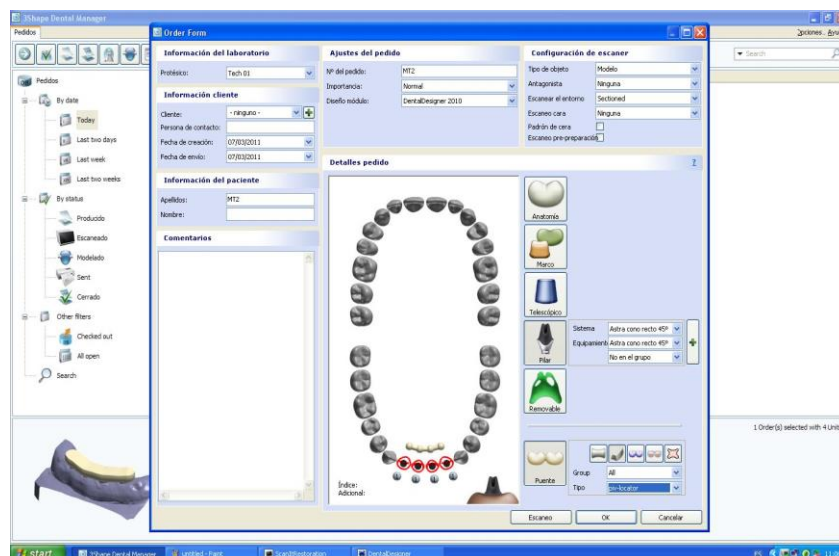 3Shape Dental Manager
Pedidos
Opciones Ayu
Search
Pedidos
By date
Today
Last two days
Last week
Last two weeks
By status
Producido
Escaneado
Modelado
Sent
Cerrado
Other filters
Checked out
All open
Search
Order Form
Información del laboratorio
Protésico: Tech 01
Información cliente
Cliente: - ninguno -
Persona de contacto:
Fecha de creación: 07/03/2011
Fecha de envío: 07/03/2011
Información del paciente
Apellidos: MT2
Nombre:
Comentarios
Ajustes del pedido
Nº del pedido: MT2
Importancia: Normal
Diseño módulo: DentalDesigner 2010
Configuración de escaner
Tipo de objeto Modelo
Antagonista Ninguna
Escanear el entorno Sectioned
Escaneo cara Ninguna
Padrón de cera
Escaneo pre-preparación
Detalles pedido ?
Anatomía
Marco
Telescópico
Pilar
Sistema Astra cono recto 45º
Equipamiento Astra cono recto 45º
No en el grupo
Removable
Puente
Group All
Tipo piv-locator
Índice:
Adicional:
Escaneo OK Cancelar
1 Order(s) selected with 4 Unit
start 3Shape Dental Manager untitled - Paint ScanItRestoration DentalDesigner ES